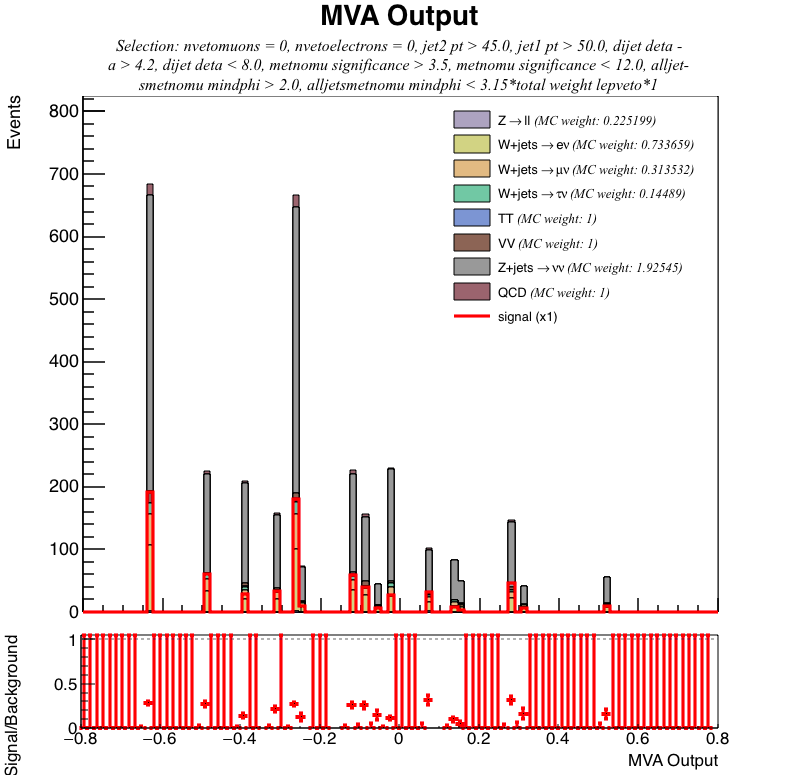 MVA Output
Selection: nvetomuons = 0, nvetoelectrons = 0, jet2 pt > 45.0, jet1 pt > 50.0, dijet deta -
a > 4.2, dijet deta < 8.0, metnomu significance > 3.5, metnomu significance < 12.0, alljet-
smetnomu mindphi > 2.0, alljetsmetnomu mindphi < 3.15*total weight lepveto*1
Events
800
700
600
500
400
300
200
100
0
Z→ll (MC weight: 0.225199)
W+jets→eν (MC weight: 0.733659)
W+jets→μν (MC weight: 0.313532)
W+jets→τν (MC weight: 0.14489)
TT (MC weight: 1)
VV (MC weight: 1)
Z+jets→νν (MC weight: 1.92545)
QCD (MC weight: 1)
signal (x1)
Signal/Background
1
0.5
0
−0.8 −0.6 −0.4 −0.2 0 0.2 0.4 0.6 0.8
MVA Output